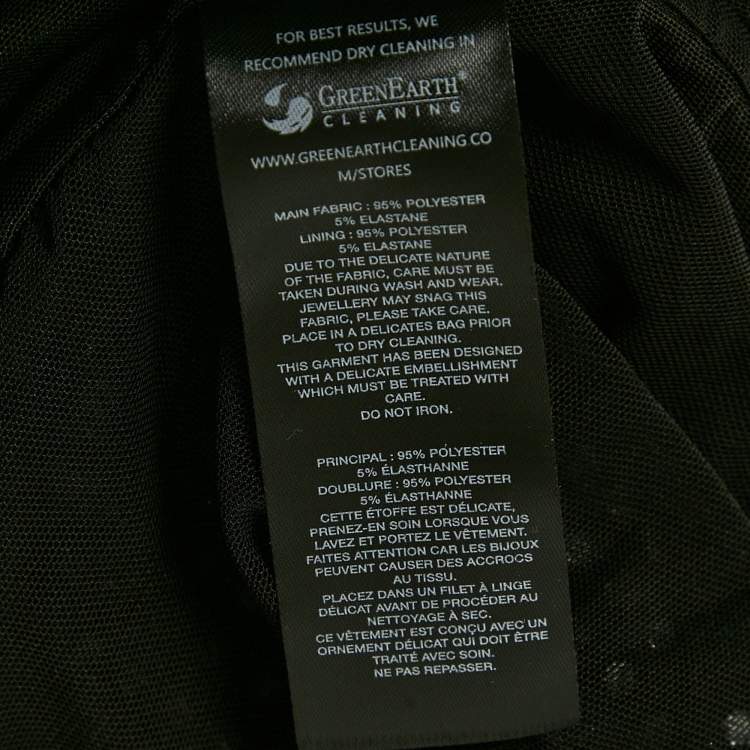 FOR BEST RESULTS, WE
RECOMMEND DRY CLEANING IN
GREENEARTH®
CLEANING
WWW.GREENEARTHCLEANING.CO
M/STORES
MAIN FABRIC : 95% POLYESTER
5% ELASTANE
LINING : 95% POLYESTER
5% ELASTANE
DUE TO THE DELICATE NATURE
OF THE FABRIC, CARE MUST BE
TAKEN DURING WASH AND WEAR.
JEWELLERY MAY SNAG THIS
FABRIC, PLEASE TAKE CARE.
PLACE IN A DELICATES BAG PRIOR
TO DRY CLEANING.
THIS GARMENT HAS BEEN DESIGNED
WITH A DELICATE EMBELLISHMENT
WHICH MUST BE TREATED WITH
CARE.
DO NOT IRON.
PRINCIPAL : 95% POLYESTER
5% ÉLASTHANNE
DOUBLURE : 95% POLYESTER
5% ÉLASTHANNE
CETTE ÉTOFFE EST DÉLICATE,
PRENEZ-EN SOIN LORSQUE VOUS
LAVEZ ET PORTEZ LE VÊTEMENT.
FAITES ATTENTION CAR LES BIJOUX
PEUVENT CAUSER DES ACCROCS
AU TISSU.
PLACEZ DANS UN FILET À LINGE
DÉLICAT AVANT DE PROCÉDER AU
NETTOYAGE À SEC.
CE VÊTEMENT EST CONÇU AVEC UN
ORNEMENT DÉLICAT QUI DOIT ÊTRE
TRAITÉ AVEC SOIN.
NE PAS REPASSER.